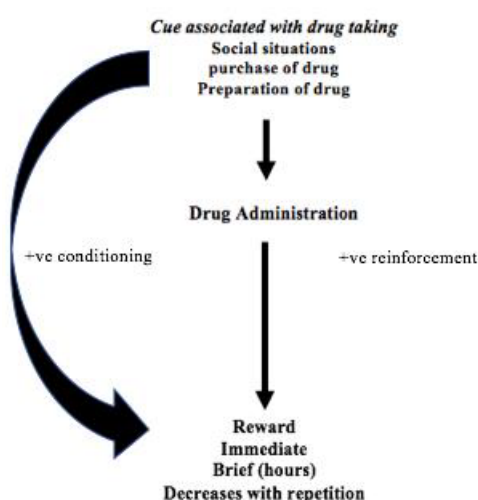 Cue associated with drug taking
Social situations
purchase of drug
Preparation of drug
Drug Administration
+ve conditioning
+ve reinforcement
Reward
Immediate
Brief (hours)
Decreases with repetition